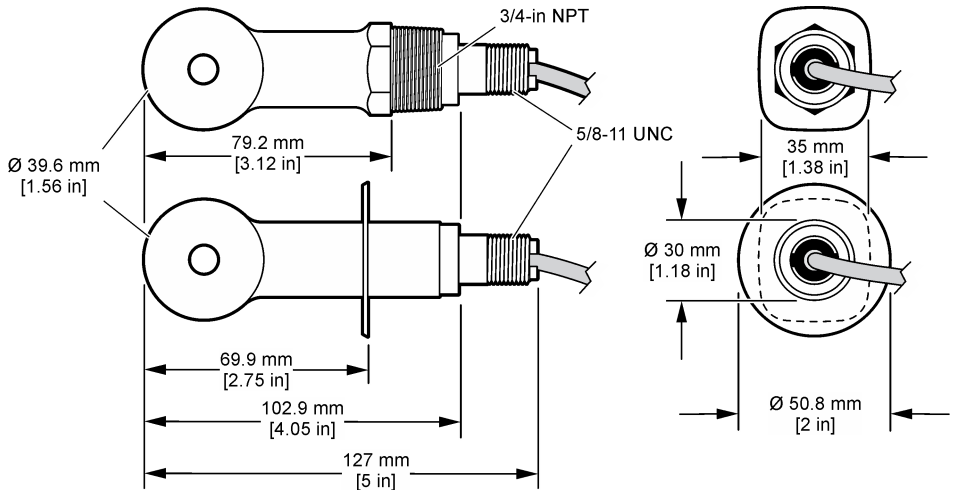 3/4-in NPT
5/8-11 UNC
79.2 mm
[3.12 in]
Ø 39.6 mm
[1.56 in]
35 mm
[1.38 in]
Ø 30 mm
[1.18 in]
69.9 mm
[2.75 in]
102.9 mm
[4.05 in]
Ø 50.8 mm
[2 in]
127 mm
[5 in]